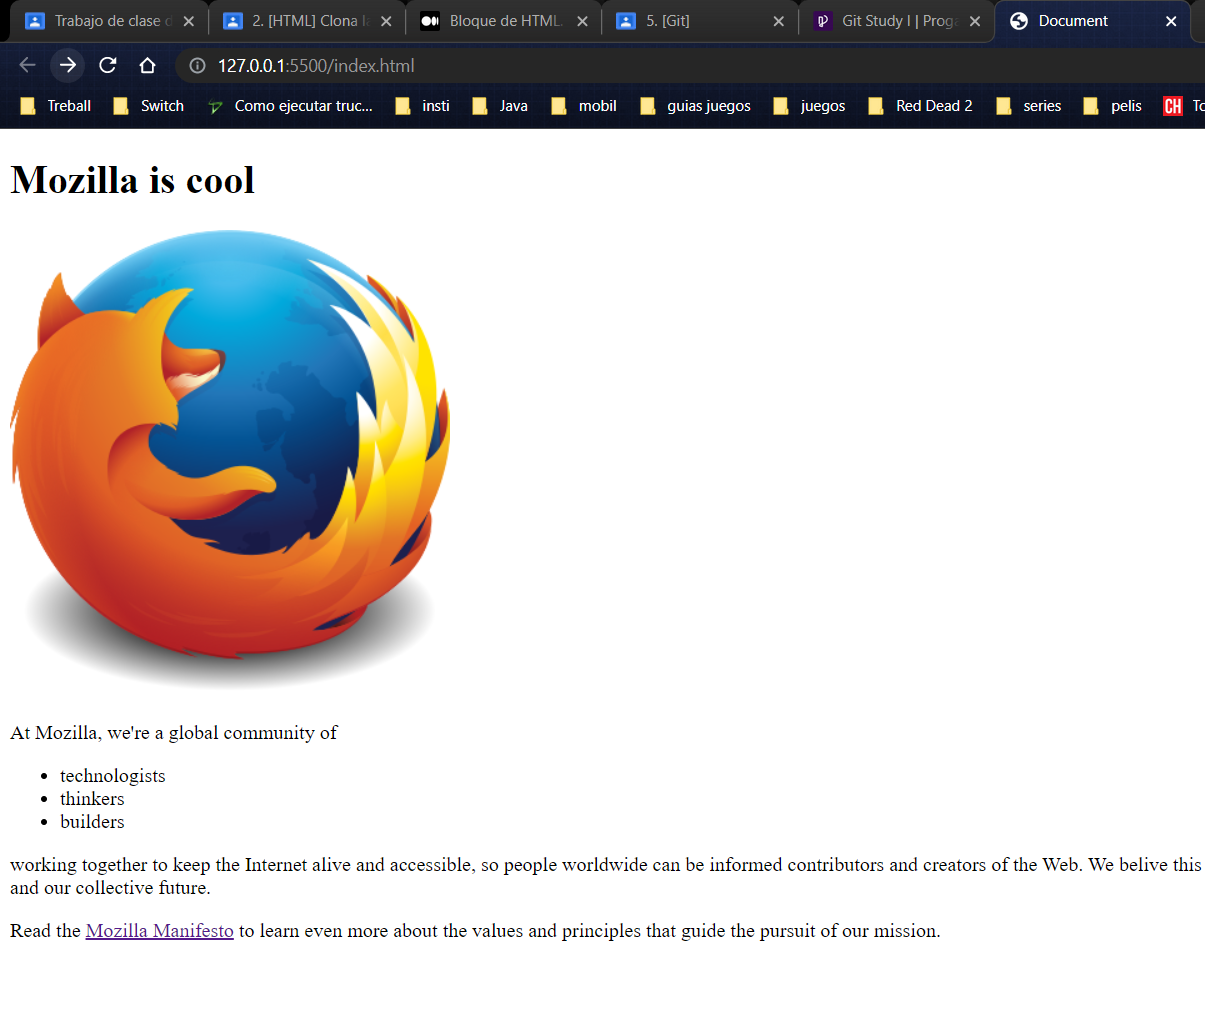 Trabajo de clase d
2. [HTML] Clona la
Bloque de HTML.
5. [Git]
Git Study I | Proga
Document
127.0.0.1:5500/index.html
Treball
Switch
Como ejecutar truc...
insti
Java
mobil
guias juegos
juegos
Red Dead 2
series
pelis
CH
To
Mozilla is cool
At Mozilla, we're a global community of
technologists
thinkers
builders
working together to keep the Internet alive and accessible, so people worldwide can be informed contributors and creators of the Web. We belive this
and our collective future.
Read the Mozilla Manifesto to learn even more about the values and principles that guide the pursuit of our mission.